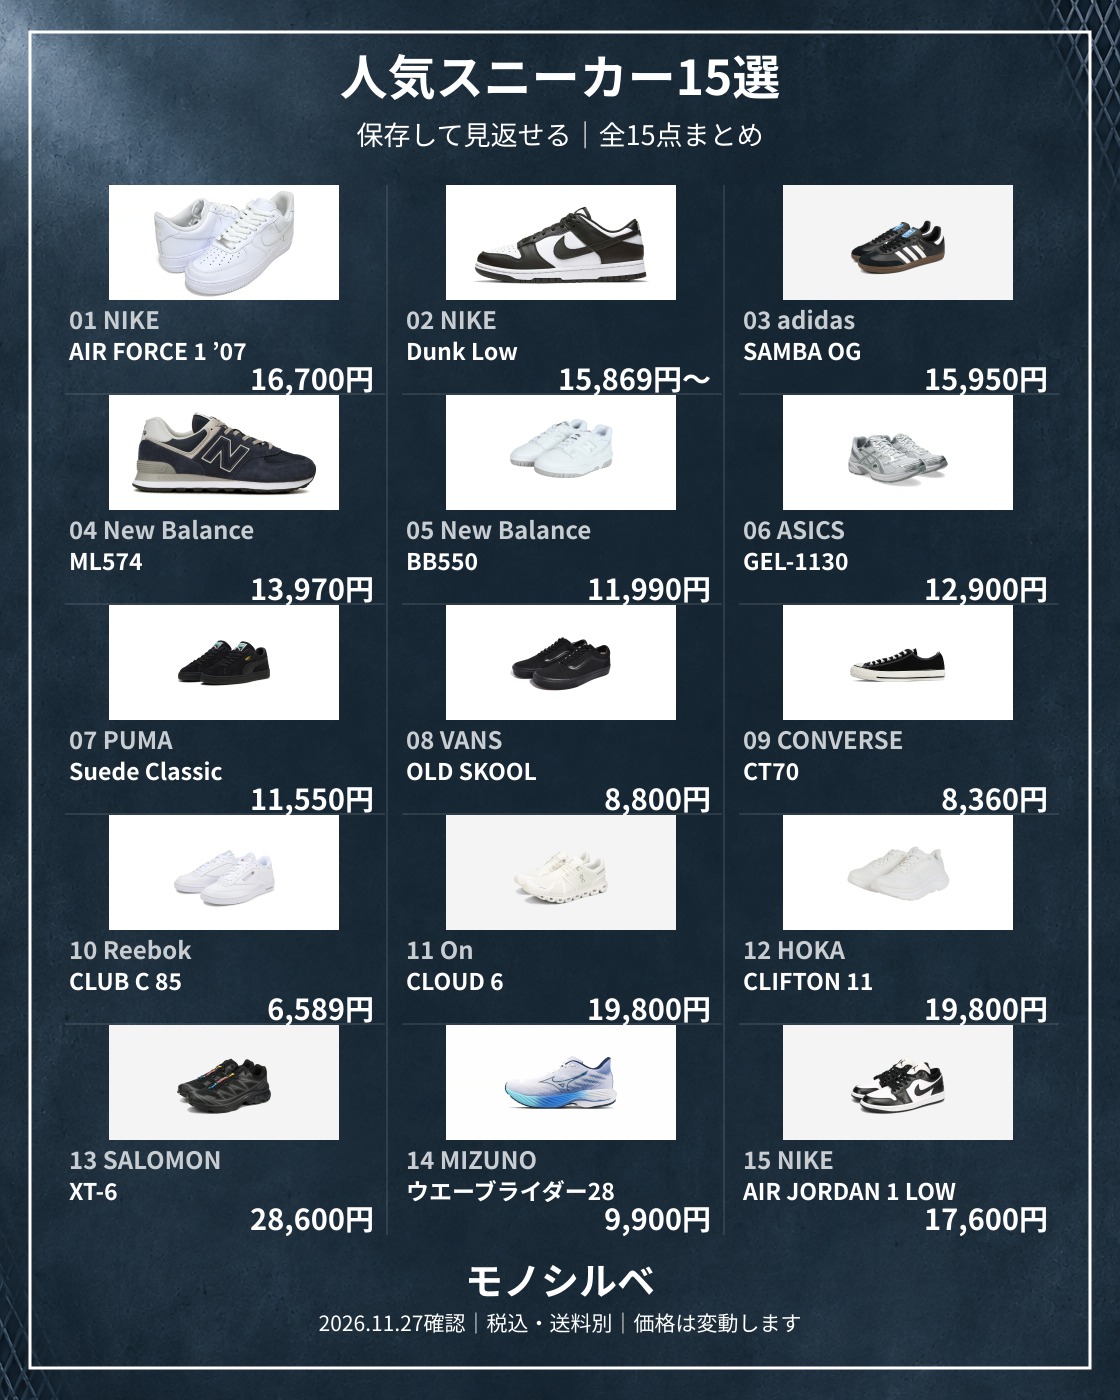 人気スニーカー15選
保存して見返せる｜全15点まとめ
01 NIKE
AIR FORCE 1 ’07
16,700円
02 NIKE
Dunk Low
15,869円～
03 adidas
SAMBA OG
15,950円
04 New Balance
ML574
13,970円
05 New Balance
BB550
11,990円
06 ASICS
GEL-1130
12,900円
07 PUMA
Suede Classic
11,550円
08 VANS
OLD SKOOL
8,800円
09 CONVERSE
CT70
8,360円
10 Reebok
CLUB C 85
6,589円
11 On
CLOUD 6
19,800円
12 HOKA
CLIFTON 11
19,800円
13 SALOMON
XT-6
28,600円
14 MIZUNO
ウエーブライダー28
9,900円
15 NIKE
AIR JORDAN 1 LOW
17,600円
モノシルベ
2026.11.27確認｜税込・送料別｜価格は変動します